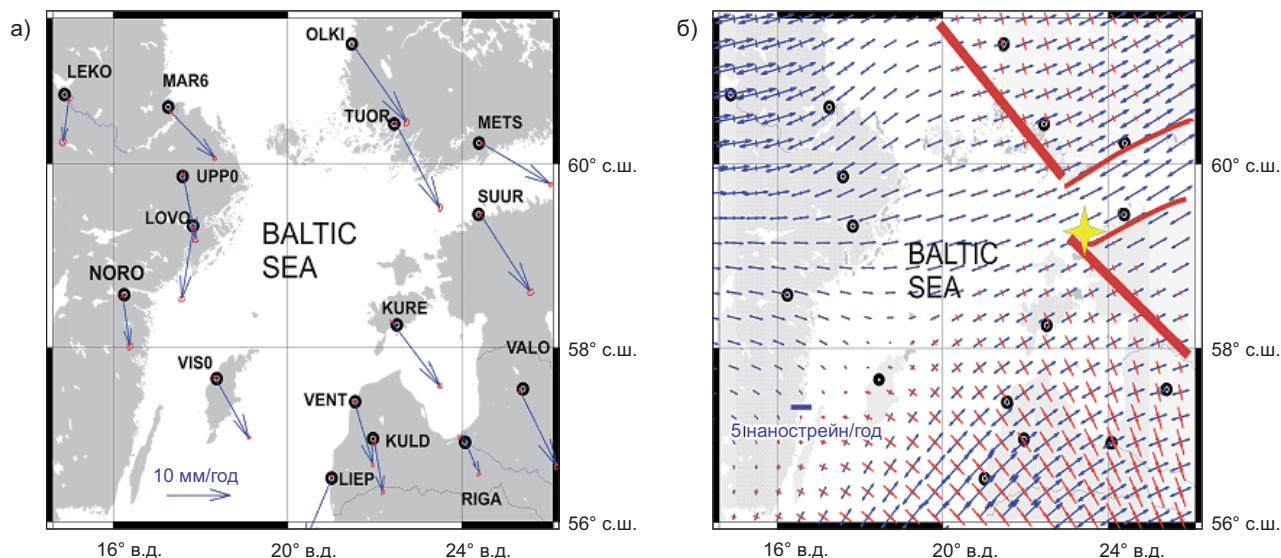 а)
OLKI
LEKO
MAR6
TUOR
METS
60° с.ш.
UPP0
SUUR
LOVO
BALTIC
SEA
NORO
KURE
58° с.ш.
VIS0
VALO
VENT
KULD
10 мм/год
LIEP
RIGA
56° с.ш.
16° в.д.
20° в.д.
24° в.д.
б)
60° с.ш.
BALTIC
SEA
58° с.ш.
5 нанострейн/год
56° с.ш.
16° в.д.
20° в.д.
24° в.д.